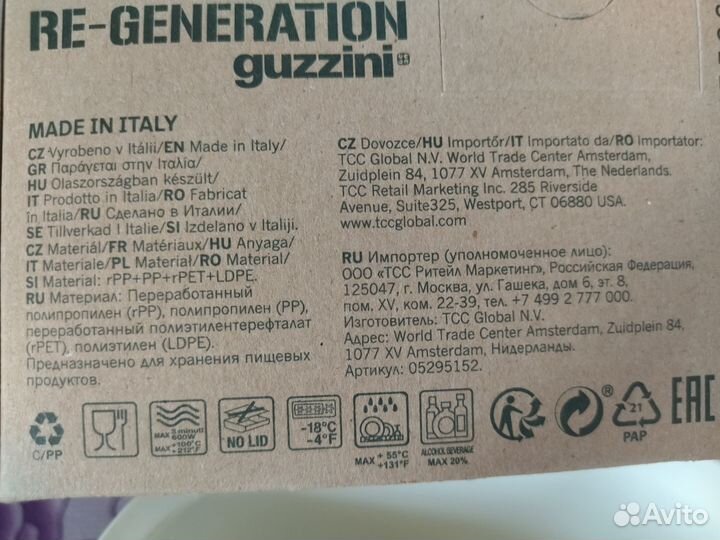 RE-GENERATION
guzzini
MADE IN ITALY
CZ Vyrobeno v Itálii/EN Made in Italy/
GR Παράγεται στην Ιταλία/
HU Olaszországban készült/
IT Prodotto in Italia/RO Fabricat
în Italia/RU Сделано в Италии/
SE Tillverkad I Italie/SI Izdelano v Italiji.
CZ Materiál/FR Matériaux/HU Anyaga/
IT Materiale/PL Materiał/RO Material/
SI Material: rPP+PP+rPET+LDPE.
RU Материал: Переработанный
полипропилен (rPP), полипропилен (PP),
переработанный полиэтилентерефталат
(rPET), полиэтилен (LDPE).
Предназначено для хранения пищевых
продуктов.
CZ Dovozce/HU Importőr/IT Importato da/RO Importator:
TCC Global N.V. World Trade Center Amsterdam,
Zuidplein 84, 1077 XV Amsterdam, The Nederlands.
TCC Retail Marketing Inc. 285 Riverside
Avenue, Suite325, Westport, CT 06880 USA.
www.tccglobal.com
RU Импортер (уполномоченное лицо):
ООО «ТСС Ритейл Маркетинг», Российская Федерация,
125047, г. Москва, ул. Гашека, дом 6, эт. 8,
пом. XV, ком. 22-39, тел. +7 499 2 777 000.
Изготовитель: TCC Global N.V.
Адрес: World Trade Center Amsterdam, Zuidplein 84,
1077 XV Amsterdam, Нидерланды.
Артикул: 05295152.
C/PP
MAX 3 minuti
600W
MAX +100°C
+212°F
NO LID
-18°C
-4°F
MAX + 55°C
+131°F
ALCOHOL BEVERAGE
MAX 20%
®
21
PAP
EAC
Avito